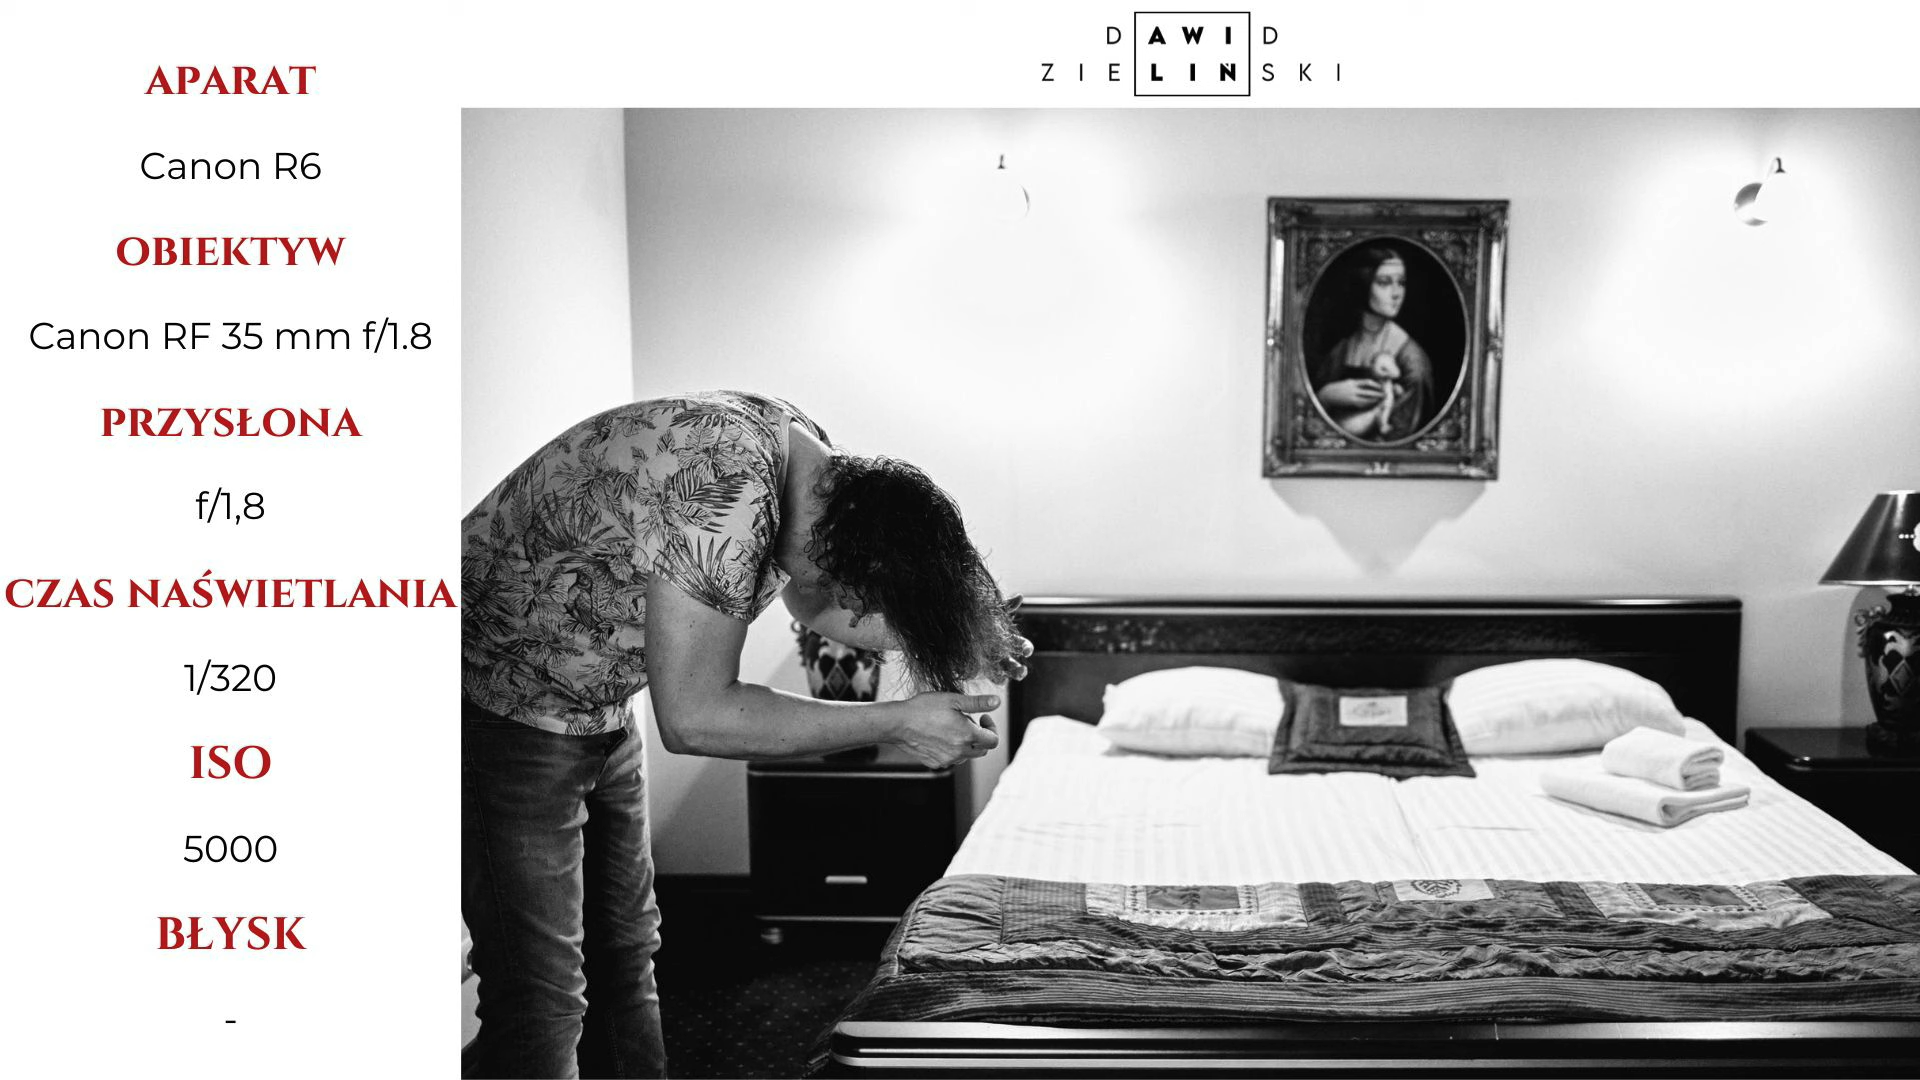 APARAT
Canon R6
OBIEKTYW
Canon RF 35 mm f/1.8
PRZYSŁONA
f/1,8
CZAS NAŚWIETLANIA
1/320
ISO
5000
BŁYSK
-
DAWID
ZIELIŃSKI